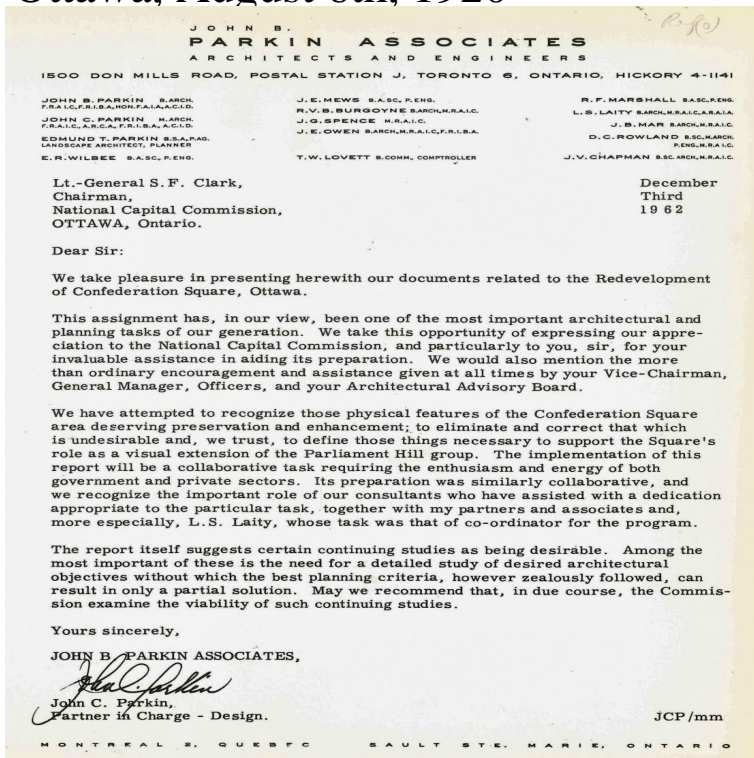 Ottawa, August 6th, 1926
JOHN B.
PARKIN ASSOCIATES
ARCHITECTS AND ENGINEERS
1500 DON MILLS ROAD, POSTAL STATION J, TORONTO 6, ONTARIO, HICKORY 4-1141
JOHN B. PARKIN B.ARCH.
F.R.A.I.C., F.R.I.B.A., HON. F.A.I.A., A.C.I.D.
JOHN C. PARKIN M.ARCH.
F.R.A.I.C., A.R.C.A., F.R.I.B.A., A.C.I.D.
EDMUND T. PARKIN B.S.A., P.AG.
LANDSCAPE ARCHITECT, PLANNER
E.R. WILBEE B.A.SC., P.ENG.
J.E. MEWS B.A.SC., P.ENG.
R.V.B. BURGOYNE B.ARCH., M.R.A.I.C.
J.G. SPENCE M.R.A.I.C.
J.E. OWEN B.ARCH., M.R.A.I.C., F.R.I.B.A.
T.W. LOVETT B.COMM., COMPTROLLER
R.F. MARSHALL B.A.SC., P.ENG.
L.S. LAITY B.ARCH., M.R.A.I.C., A.R.A.I.A.
J.B. MAR B.ARCH., M.R.A.I.C.
D.C. ROWLAND B.SC., M.ARCH.
P.ENG., M.R.A.I.C.
J.V. CHAPMAN B.SC. ARCH., M.R.A.I.C.
Lt.-General S.F. Clark,
Chairman,
National Capital Commission,
OTTAWA, Ontario.
December
Third
1962
Dear Sir:
We take pleasure in presenting herewith our documents related to the Redevelopment
of Confederation Square, Ottawa.
This assignment has, in our view, been one of the most important architectural and
planning tasks of our generation. We take this opportunity of expressing our appre-
ciation to the National Capital Commission, and particularly to you, sir, for your
invaluable assistance in aiding its preparation. We would also mention the more
than ordinary encouragement and assistance given at all times by your Vice-Chairman,
General Manager, Officers, and your Architectural Advisory Board.
We have attempted to recognize those physical features of the Confederation Square
area deserving preservation and enhancement; to eliminate and correct that which
is undesirable and, we trust, to define those things necessary to support the Square's
role as a visual extension of the Parliament Hill group. The implementation of this
report will be a collaborative task requiring the enthusiasm and energy of both
government and private sectors. Its preparation was similarly collaborative, and
we recognize the important role of our consultants who have assisted with a dedication
appropriate to the particular task, together with my partners and associates and,
more especially, L.S. Laity, whose task was that of co-ordinator for the program.
The report itself suggests certain continuing studies as being desirable. Among the
most important of these is the need for a detailed study of desired architectural
objectives without which the best planning criteria, however zealously followed, can
result in only a partial solution. May we recommend that, in due course, the Commis-
sion examine the viability of such continuing studies.
Yours sincerely,
JOHN B. PARKIN ASSOCIATES,
John C. Parkin
John C. Parkin,
Partner in Charge - Design.
JCP/mm
MONTREAL 2, QUEBEC SAULT STE. MARIE, ONTARIO